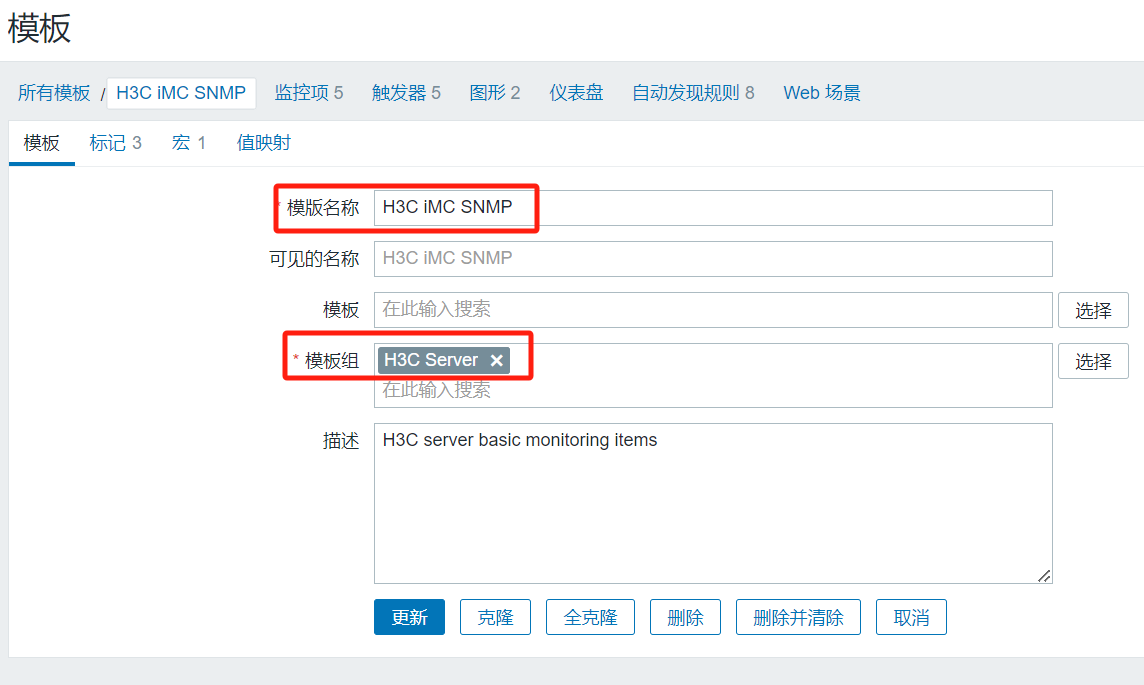 模板
所有模板 / H3C iMC SNMP 监控项 5 触发器 5 图形 2 仪表盘 自动发现规则 8 Web 场景
模板 标记 3 宏 1 值映射
* 模版名称 H3C iMC SNMP
可见的名称 H3C iMC SNMP
模板 在此输入搜索 选择
* 模板组 H3C Server × 选择
在此输入搜索
描述 H3C server basic monitoring items
更新 克隆 全克隆 删除 删除并清除 取消